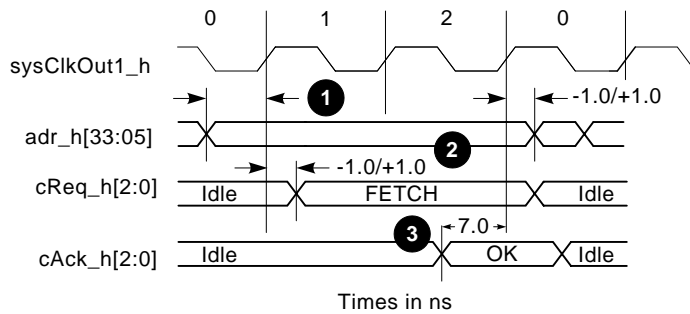 0 1 2 0
sysClkOut1_h
1 -1.0/+1.0
adr_h[33:05]
2
-1.0/+1.0
cReq_h[2:0] Idle FETCH Idle
3 7.0
cAck_h[2:0] Idle OK Idle
Times in ns